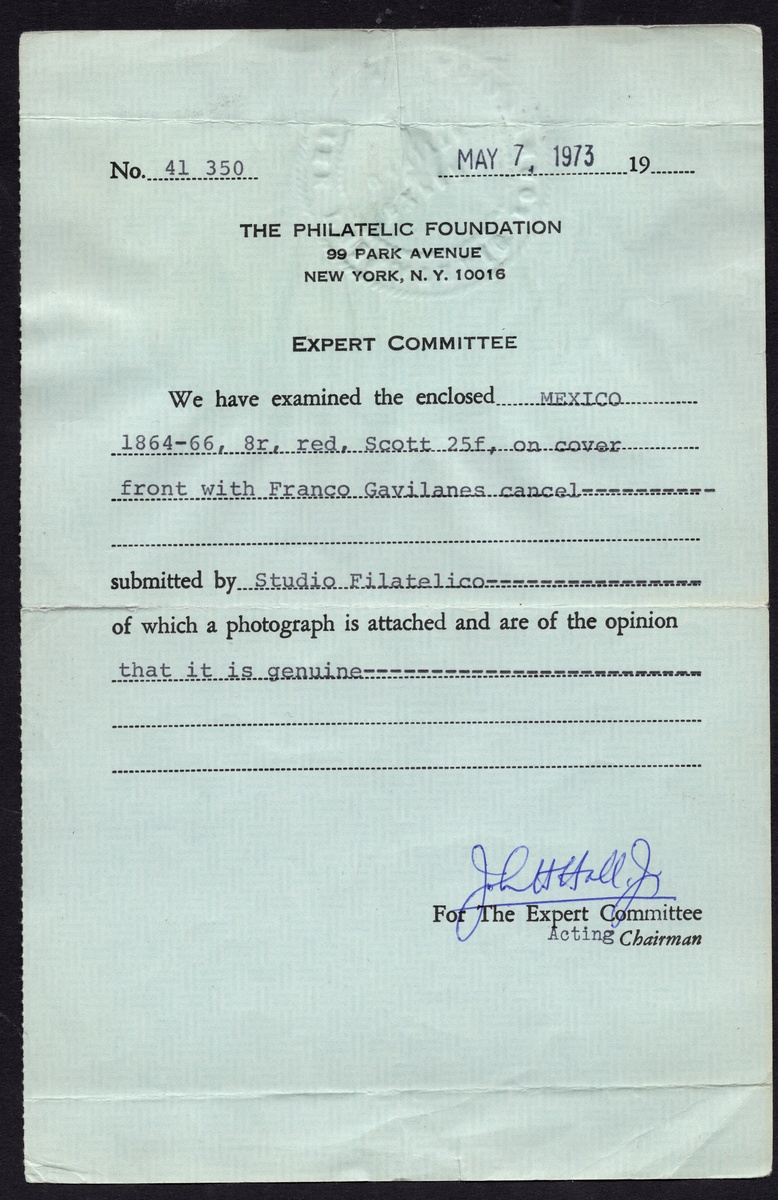 No. 41 350 MAY 7, 1973 19
THE PHILATELIC FOUNDATION
99 PARK AVENUE
NEW YORK, N. Y. 10016
EXPERT COMMITTEE
We have examined the enclosed MEXICO
1864-66, 8r, red, Scott 25f, on cover
front with Franco Gavilanes cancel----------
submitted by Studio Filatelico----------------
of which a photograph is attached and are of the opinion
that it is genuine-------------------------
John H Hall, Jr
For The Expert Committee
Acting Chairman